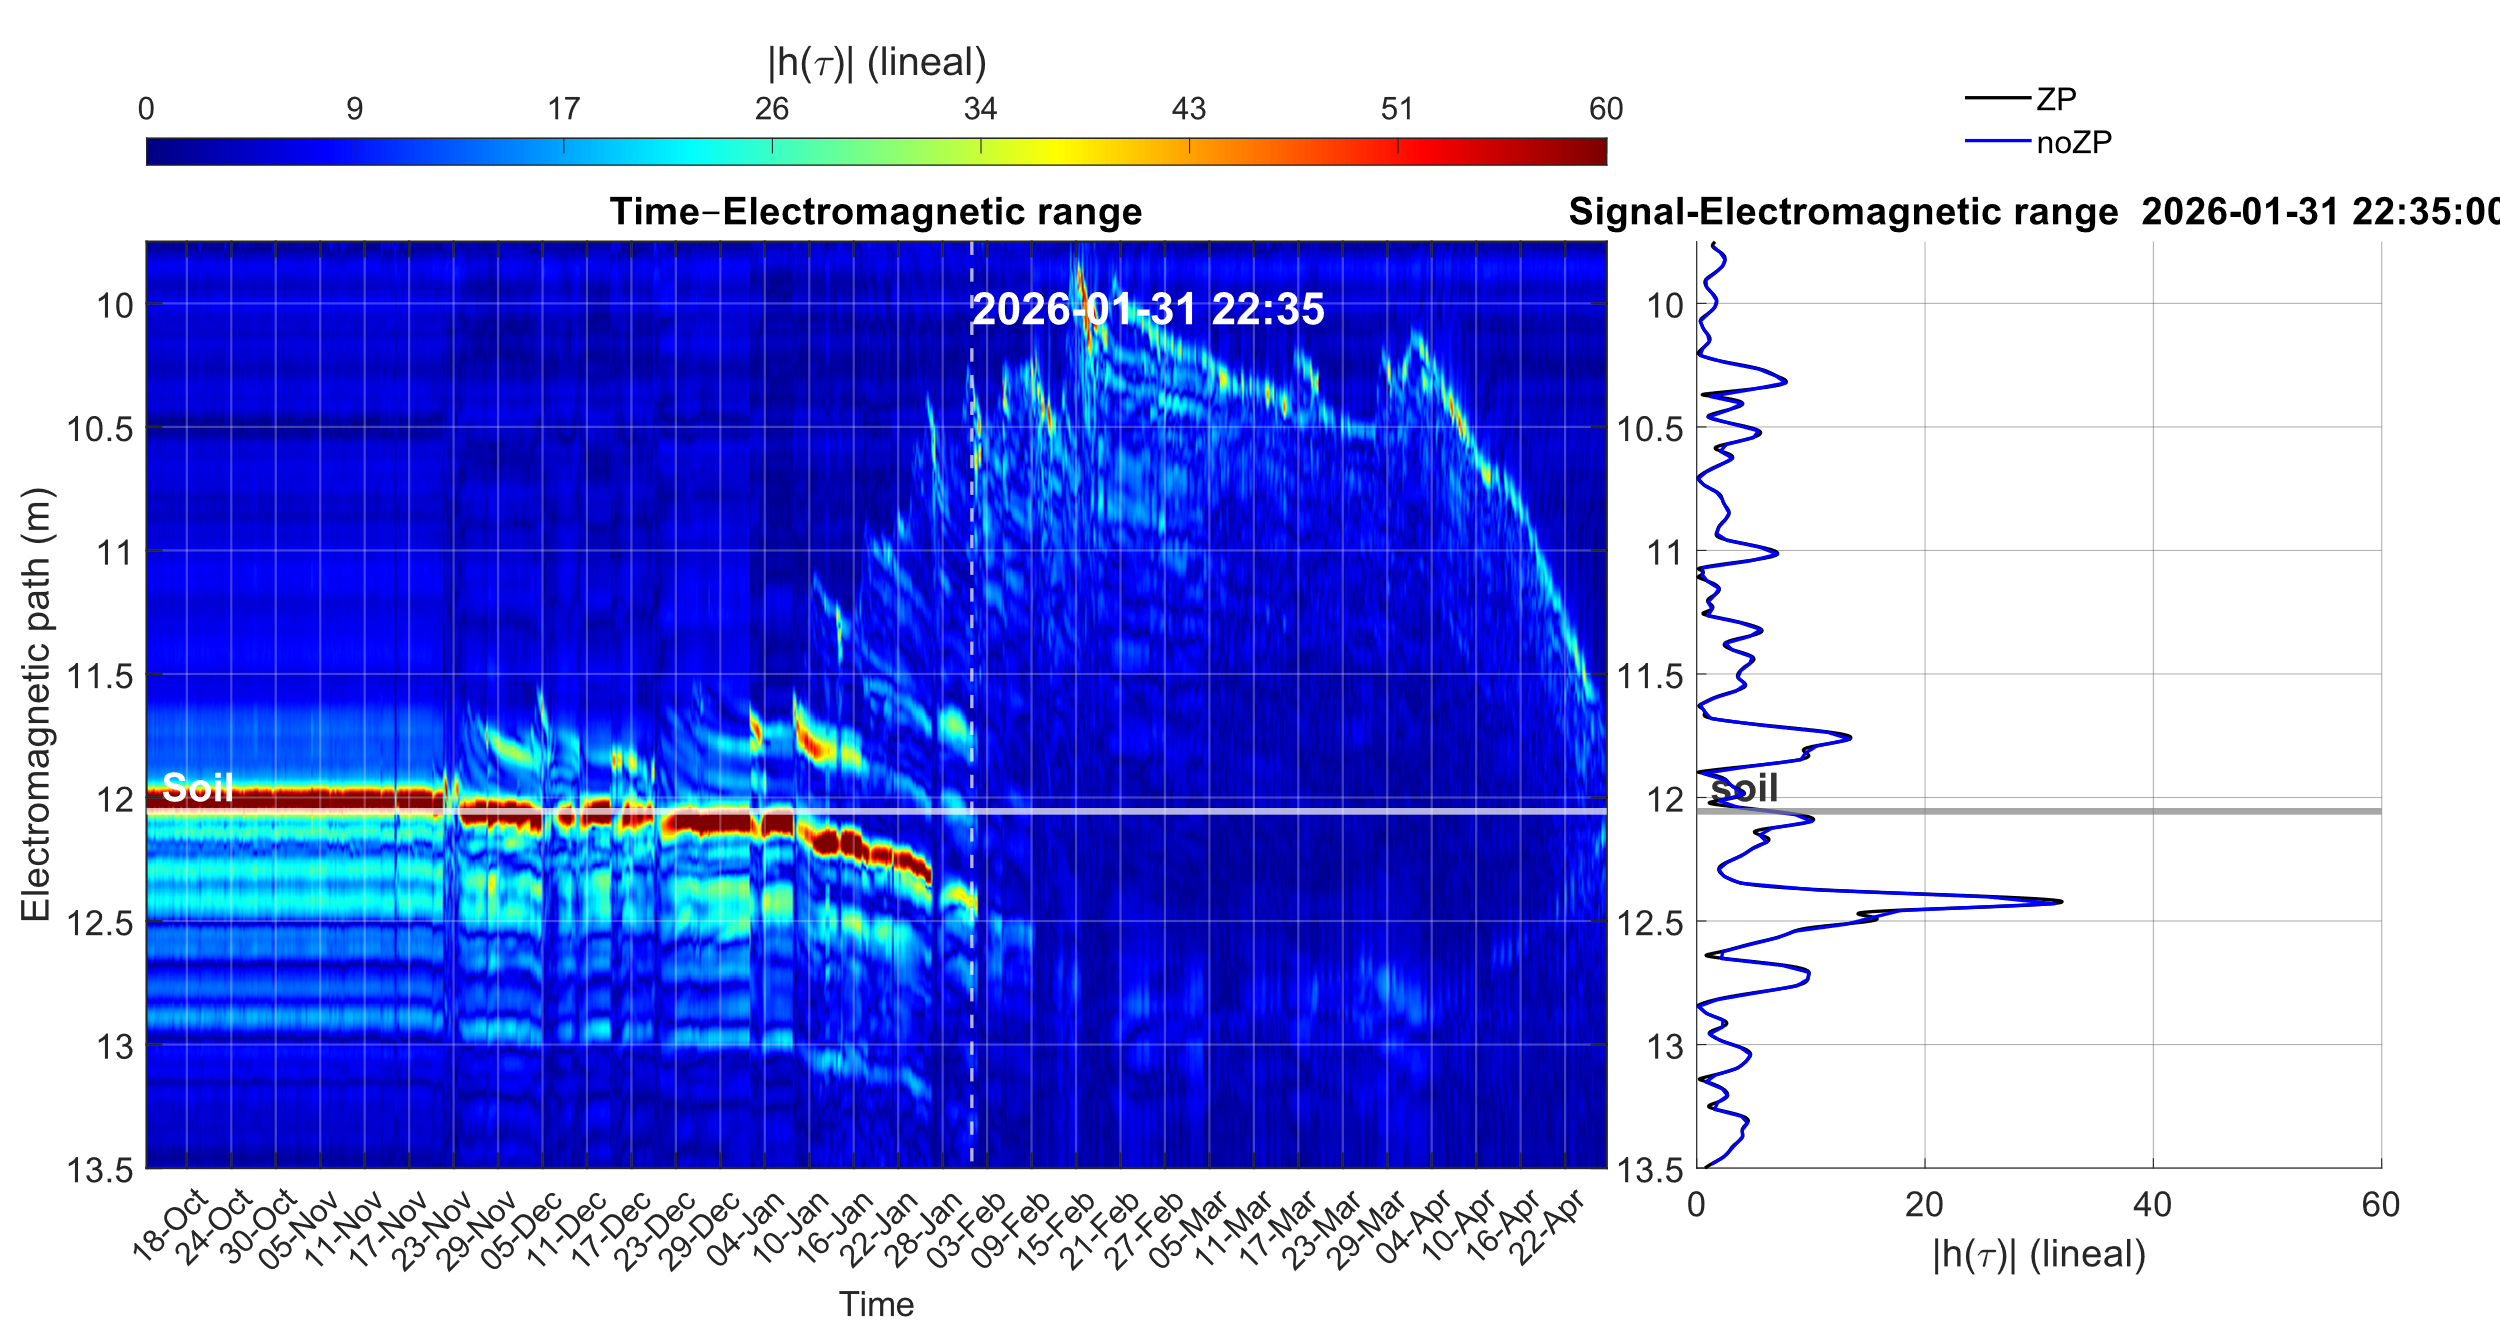 |h(τ)| (lineal)
0 9 17 26 34 43 51 60
ZP
noZP
Time−Electromagnetic range
Signal-Electromagnetic range 2026-01-31 22:35:00
Electromagnetic path (m)
10
10.5
11
11.5
12
12.5
13
13.5
2026-01-31 22:35
Soil
18-Oct 24-Oct 30-Oct 05-Nov 11-Nov 17-Nov 23-Nov 29-Nov 05-Dec 11-Dec 17-Dec 23-Dec 29-Dec 04-Jan 10-Jan 16-Jan 22-Jan 28-Jan 03-Feb 09-Feb 15-Feb 21-Feb 27-Feb 05-Mar 11-Mar 17-Mar 23-Mar 29-Mar 04-Apr 10-Apr 16-Apr 22-Apr
Time
10
10.5
11
11.5
12
12.5
13
13.5
soil
0 20 40 60
|h(τ)| (lineal)